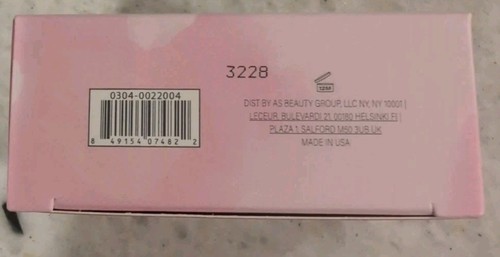 3228
0304-0022004
12M
8 49154 07482 2
DIST BY AS BEAUTY GROUP, LLC NY, NY 10001 |
LECEUR, BULEVARDI 21, 00180 HELSINKI, FI |
PLAZA 1, SALFORD M50 3UB, UK
MADE IN USA